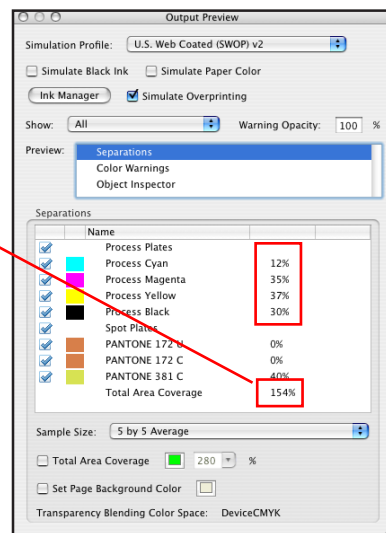 Output Preview
Simulation Profile: U.S. Web Coated (SWOP) v2
Simulate Black Ink Simulate Paper Color
Ink Manager Simulate Overprinting
Show: All Warning Opacity: 100 %
Preview: Separations
Color Warnings
Object Inspector
Separations
Name
Process Plates
Process Cyan 12%
Process Magenta 35%
Process Yellow 37%
Process Black 30%
Spot Plates
PANTONE 172 U 0%
PANTONE 172 C 0%
PANTONE 381 C 40%
Total Area Coverage 154%
Sample Size: 5 by 5 Average
Total Area Coverage 280 %
Set Page Background Color
Transparency Blending Color Space: DeviceCMYK